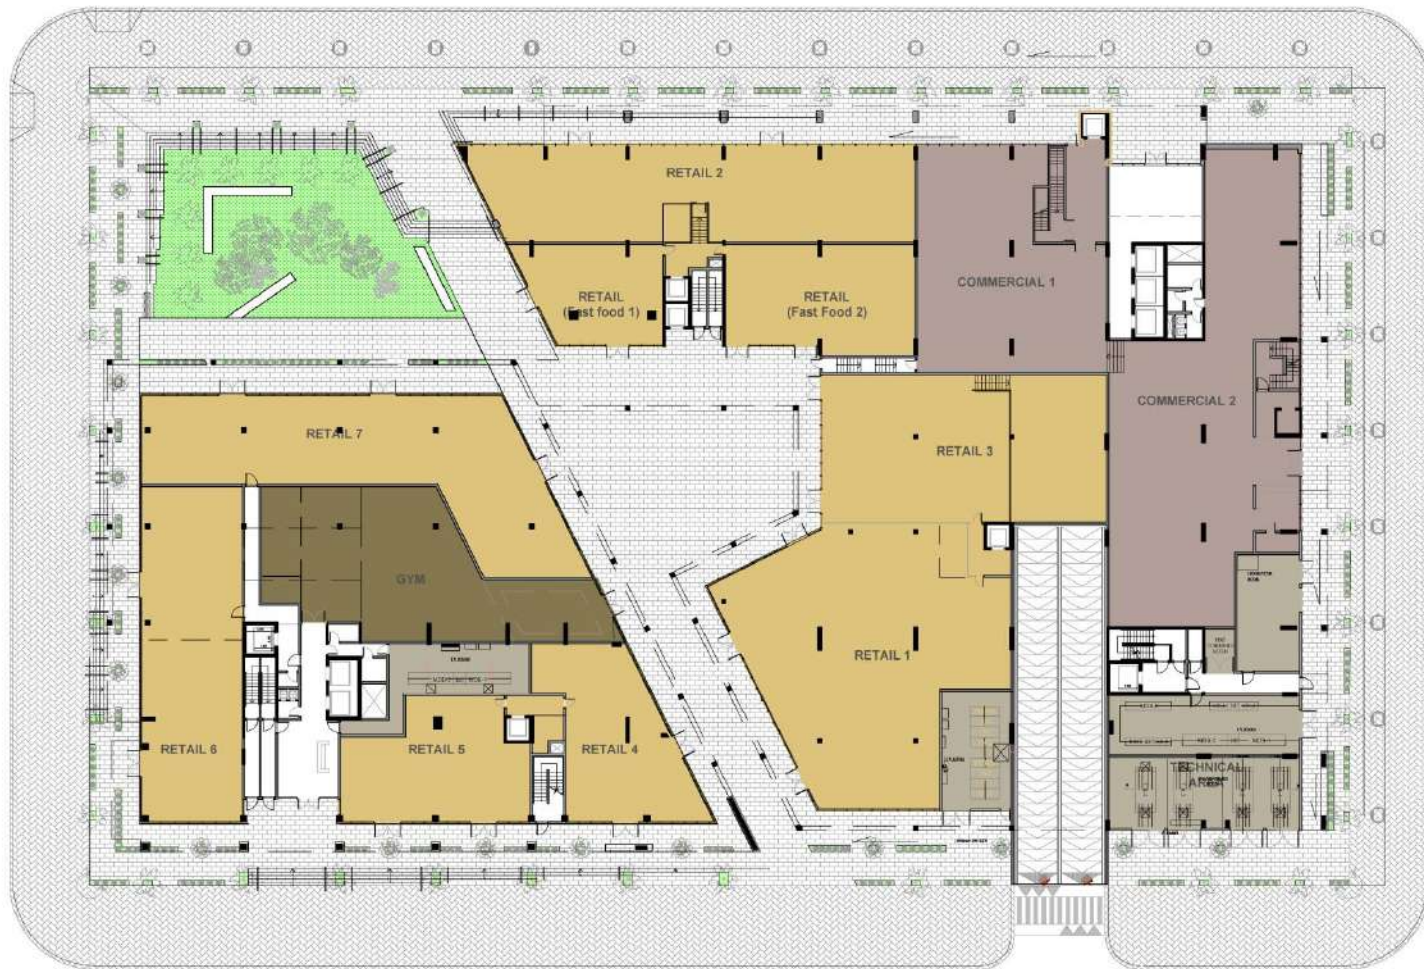 RETAIL 2
COMMERCIAL 1
RETAIL
(Fast food 1)
RETAIL
(Fast Food 2)
COMMERCIAL 2
RETAIL 7
RETAIL 3
GYM
RETAIL 1
RETAIL 6
RETAIL 5
RETAIL 4
TECHNICAL